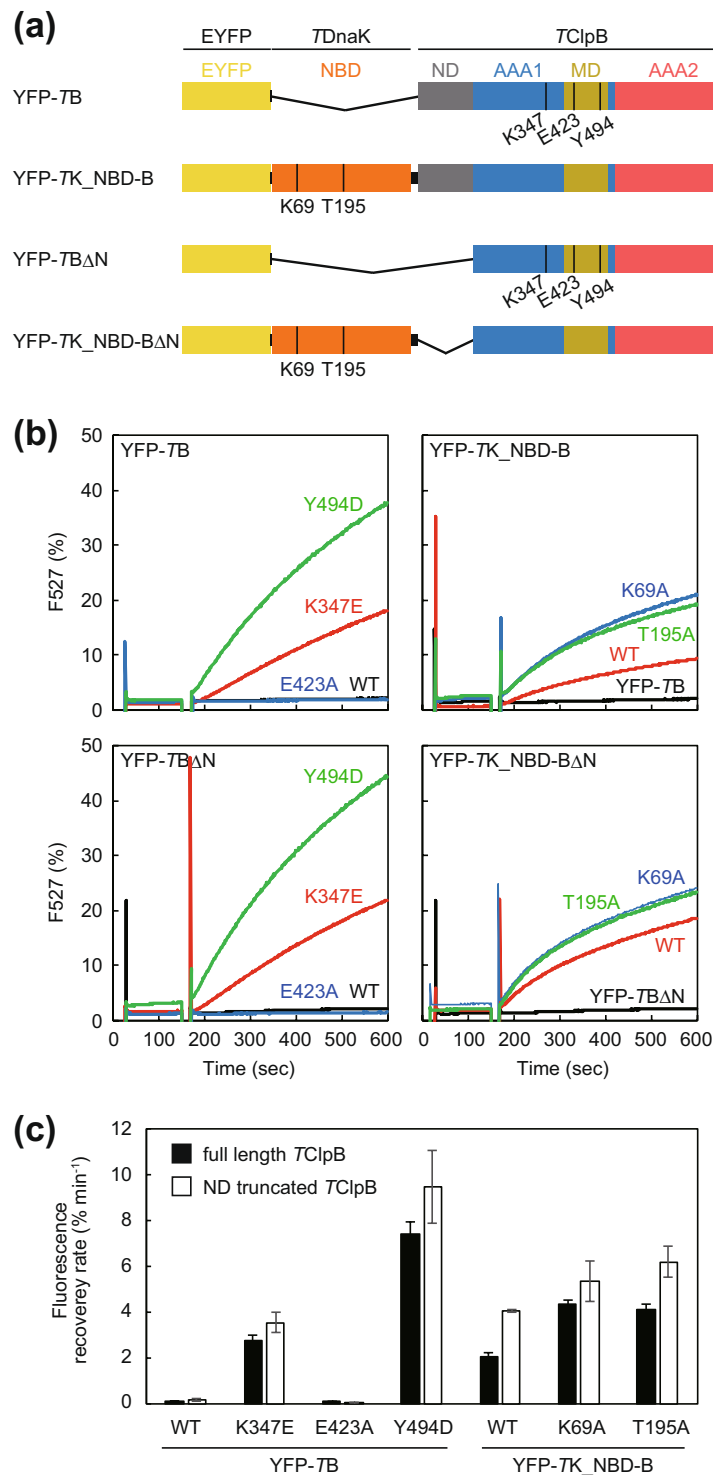 (a)
EYFP TDnaK TClpB
EYFP NBD ND AAA1 MD AAA2
YFP-TB
K347 E423 Y494
YFP-TK_NBD-B
K69 T195
YFP-TBΔN
K347 E423 Y494
YFP-TK_NBD-BΔN
K69 T195
(b)
50 YFP-TB YFP-TK_NBD-B
40
30
20
10
0
F527 (%)
Y494D
K347E
E423A WT
K69A
T195A
WT
YFP-TB
50 YFP-TBΔN YFP-TK_NBD-BΔN
40
30
20
10
0
F527 (%)
Y494D
K347E
E423A WT
K69A
T195A
WT
YFP-TBΔN
0 100 200 300 400 500 600 0 100 200 300 400 500 600
Time (sec) Time (sec)
(c)
12
10
8
6
4
2
0
Fluorescence
recoverey rate (% min⁻¹)
full length TClpB
ND truncated TClpB
WT K347E E423A Y494D WT K69A T195A
YFP-TB YFP-TK_NBD-B